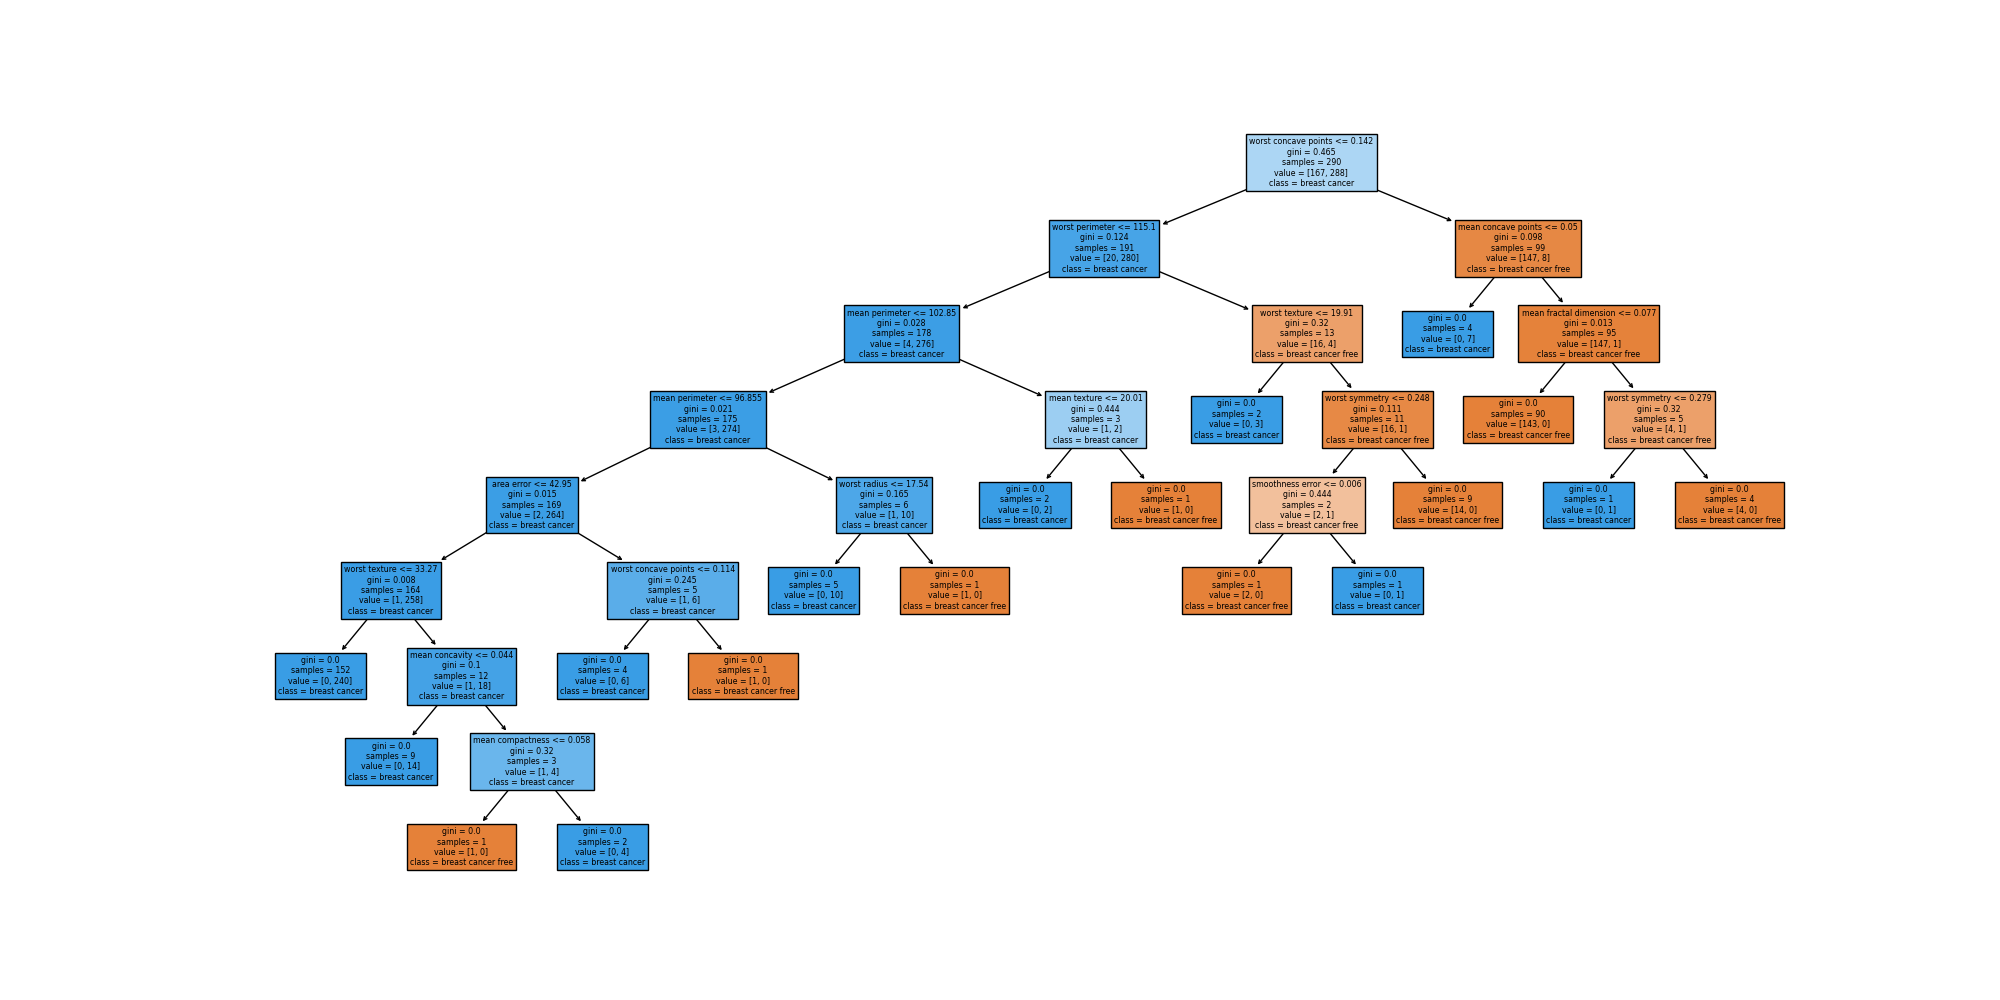 worst concave points <= 0.142
gini = 0.465
samples = 290
value = [167, 288]
class = breast cancer
worst perimeter <= 115.1
gini = 0.124
samples = 191
value = [20, 280]
class = breast cancer
mean concave points <= 0.05
gini = 0.098
samples = 99
value = [147, 8]
class = breast cancer free
mean perimeter <= 102.85
gini = 0.028
samples = 178
value = [4, 276]
class = breast cancer
worst texture <= 19.91
gini = 0.32
samples = 13
value = [16, 4]
class = breast cancer free
gini = 0.0
samples = 4
value = [0, 7]
class = breast cancer
mean fractal dimension <= 0.077
gini = 0.013
samples = 95
value = [147, 1]
class = breast cancer free
mean perimeter <= 96.855
gini = 0.021
samples = 175
value = [3, 274]
class = breast cancer
mean texture <= 20.01
gini = 0.444
samples = 3
value = [1, 2]
class = breast cancer
gini = 0.0
samples = 2
value = [0, 3]
class = breast cancer
worst symmetry <= 0.248
gini = 0.111
samples = 11
value = [16, 1]
class = breast cancer free
gini = 0.0
samples = 90
value = [143, 0]
class = breast cancer free
worst symmetry <= 0.279
gini = 0.32
samples = 5
value = [4, 1]
class = breast cancer free
area error <= 42.95
gini = 0.015
samples = 169
value = [2, 264]
class = breast cancer
worst radius <= 17.54
gini = 0.165
samples = 6
value = [1, 10]
class = breast cancer
gini = 0.0
samples = 2
value = [0, 2]
class = breast cancer
gini = 0.0
samples = 1
value = [1, 0]
class = breast cancer free
smoothness error <= 0.006
gini = 0.444
samples = 2
value = [2, 1]
class = breast cancer free
gini = 0.0
samples = 9
value = [14, 0]
class = breast cancer free
gini = 0.0
samples = 1
value = [0, 1]
class = breast cancer
gini = 0.0
samples = 4
value = [4, 0]
class = breast cancer free
worst texture <= 33.27
gini = 0.008
samples = 164
value = [1, 258]
class = breast cancer
worst concave points <= 0.114
gini = 0.245
samples = 5
value = [1, 6]
class = breast cancer
gini = 0.0
samples = 5
value = [0, 10]
class = breast cancer
gini = 0.0
samples = 1
value = [1, 0]
class = breast cancer free
gini = 0.0
samples = 1
value = [2, 0]
class = breast cancer free
gini = 0.0
samples = 1
value = [0, 1]
class = breast cancer
gini = 0.0
samples = 152
value = [0, 240]
class = breast cancer
mean concavity <= 0.044
gini = 0.1
samples = 12
value = [1, 18]
class = breast cancer
gini = 0.0
samples = 4
value = [0, 6]
class = breast cancer
gini = 0.0
samples = 1
value = [1, 0]
class = breast cancer free
gini = 0.0
samples = 9
value = [0, 14]
class = breast cancer
mean compactness <= 0.058
gini = 0.32
samples = 3
value = [1, 4]
class = breast cancer
gini = 0.0
samples = 1
value = [1, 0]
class = breast cancer free
gini = 0.0
samples = 2
value = [0, 4]
class = breast cancer